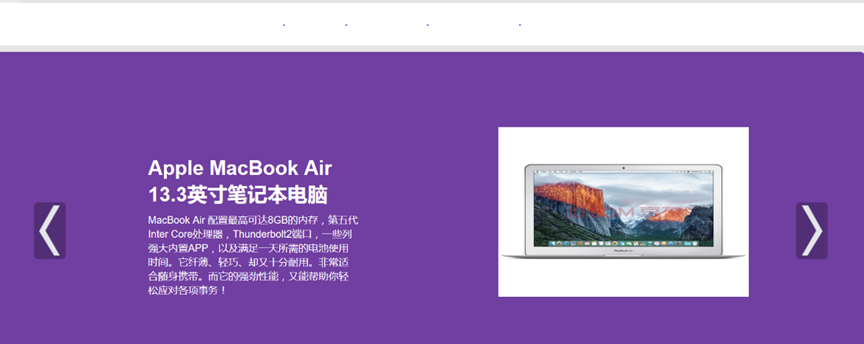 Apple MacBook Air
13.3英寸笔记本电脑
MacBook Air 配置最高可达8GB的内存，第五代
Inter Core处理器，Thunderbolt2端口，一些列
强大内置APP，以及满足一天所需的电池使用
时间。它纤薄、轻巧、却又十分耐用。非常适
合随身携带。而它的强劲性能，又能帮助你轻
松应对各项事务！